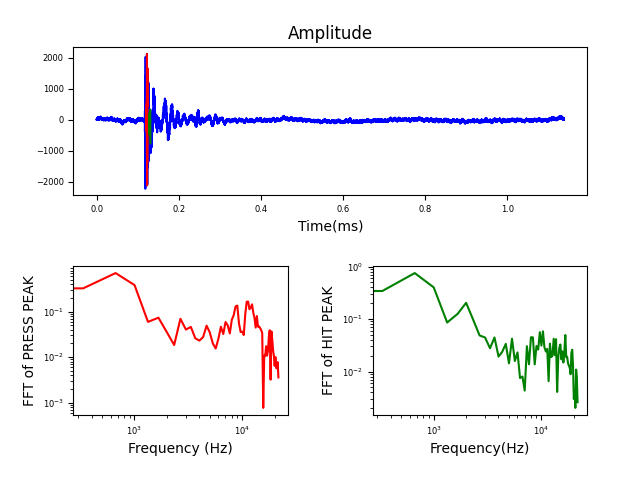 Amplitude
2000
1000
0
−1000
−2000
0.0 0.2 0.4 0.6 0.8 1.0
Time(ms)
FFT of PRESS PEAK
10⁻¹
10⁻²
10⁻³
10³ 10⁴
Frequency (Hz)
FFT of HIT PEAK
10⁰
10⁻¹
10⁻²
10³ 10⁴
Frequency(Hz)